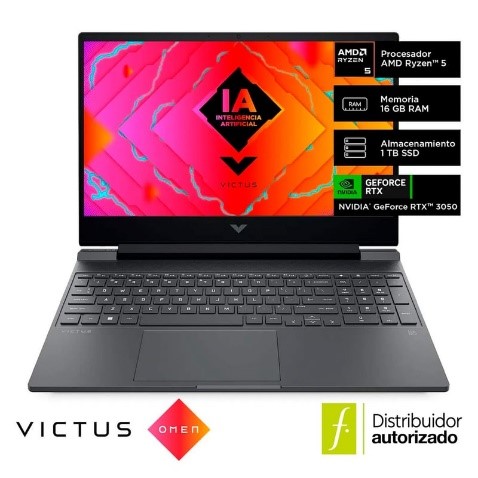 AMD
RYZEN
5
Procesador
AMD Ryzen™ 5
RAM
Memoria
16 GB RAM
Almacenamiento
1 TB SSD
NVIDIA
GEFORCE
RTX
NVIDIA® GeForce RTX™ 3050
IA
INTELIGENCIA
ARTIFICIAL
VICTUS
VICTUS
VICTUS
OMEN
f.
Distribuidor
autorizado